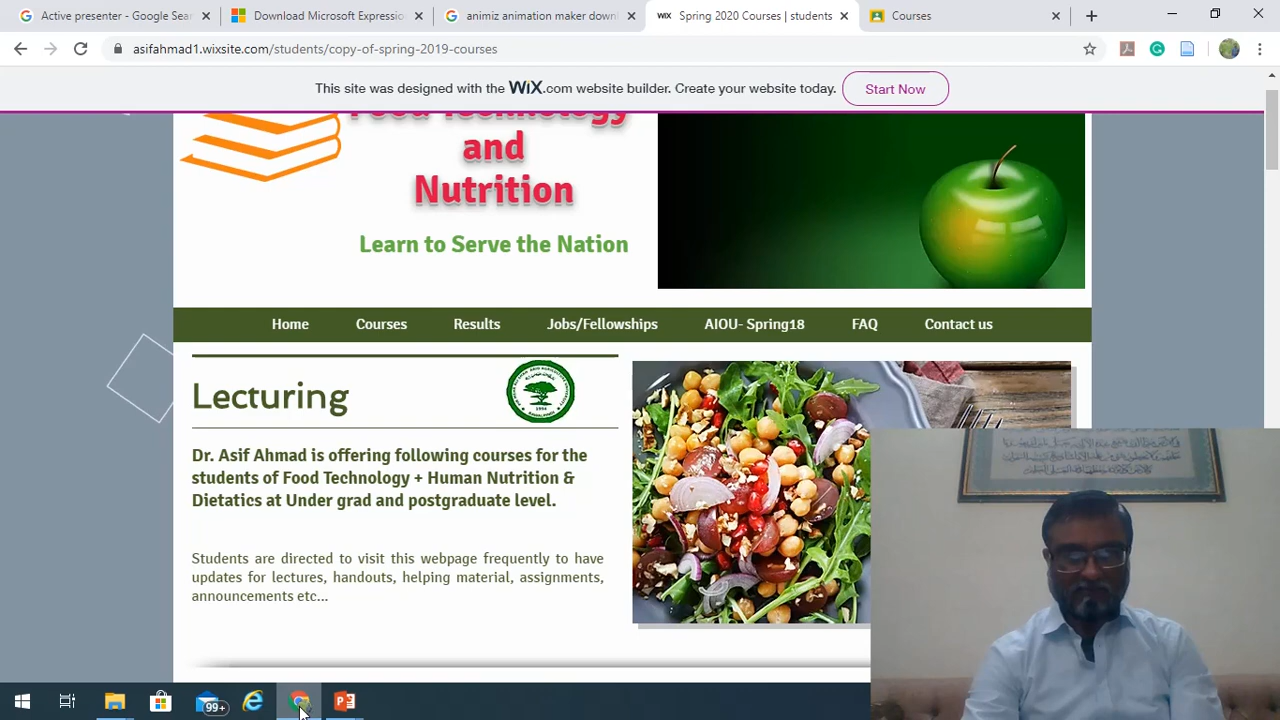 Active presenter - Google Sea
Download Microsoft Expressio
animiz animation maker downl
WiX Spring 2020 Courses | students
Courses
asifahmad1.wixsite.com/students/copy-of-spring-2019-courses
This site was designed with the WiX.com website builder. Create your website today.
Start Now
Food Technology
and
Nutrition
Learn to Serve the Nation
Home
Courses
Results
Jobs/Fellowships
AIOU- Spring18
FAQ
Contact us
Lecturing
Dr. Asif Ahmad is offering following courses for the
students of Food Technology + Human Nutrition &
Dietatics at Under grad and postgraduate level.
Students are directed to visit this webpage frequently to have
updates for lectures, handouts, helping material, assignments,
announcements etc...
99+